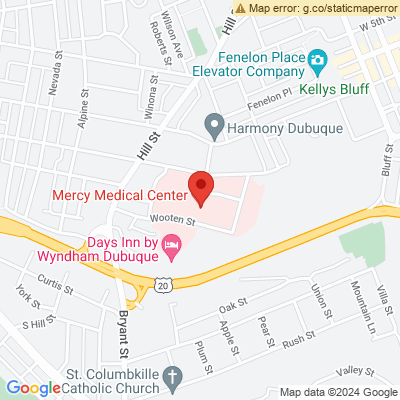 Map error: g.co/staticmaperror
Wilson Ave
Roberts St
Hill St
W 5th St
Fenelon Place
Elevator Company
Kellys Bluff
Nevada St
Alpine St
Winona St
Fenelon Pl
Harmony Dubuque
Hill St
Bluff St
Mercy Medical Center
Wooten St
Days Inn by
Wyndham Dubuque
20
Curtis St
York St
S Hill St
Bryant St
Oak St
Apple St
Pear St
Plum St
Rush St
Union St
Mountain Ln
Villa St
Valley St
St. Columbkille
Catholic Church
Google
Map data ©2024 Google